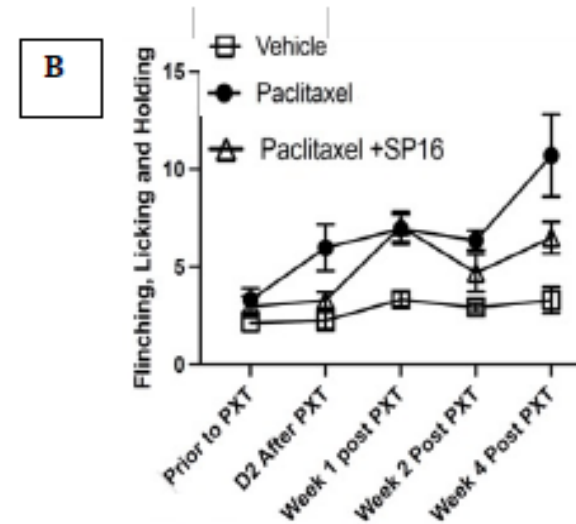 B
Vehicle
Paclitaxel
Paclitaxel +SP16
Flinching, Licking and Holding
15
10
5
0
Prior to PXT
D2 After PXT
Week 1 post PXT
Week 2 Post PXT
Week 4 Post PXT